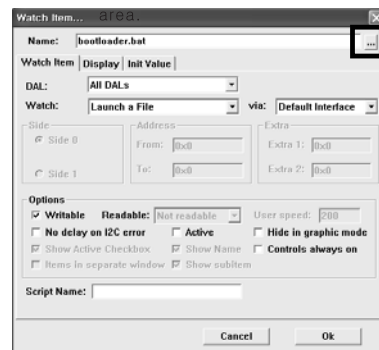 Watch Item... area.
Name: bootloader.bat ...
Watch Item Display Init Value
DAL: All DALs
Watch: Launch a File via: Default Interface
Side Address Extra
Side 0 From: 0x0 Extra 1: 0x0
Side 1 To: 0x0 Extra 2: 0x0
Options
Writable Readable: Not readable User speed: 200
No delay on I2C error Active Hide in graphic mode
Show Active Checkbox Show Name Controls always on
Items in separate window Show subitem
Script Name:
Cancel Ok